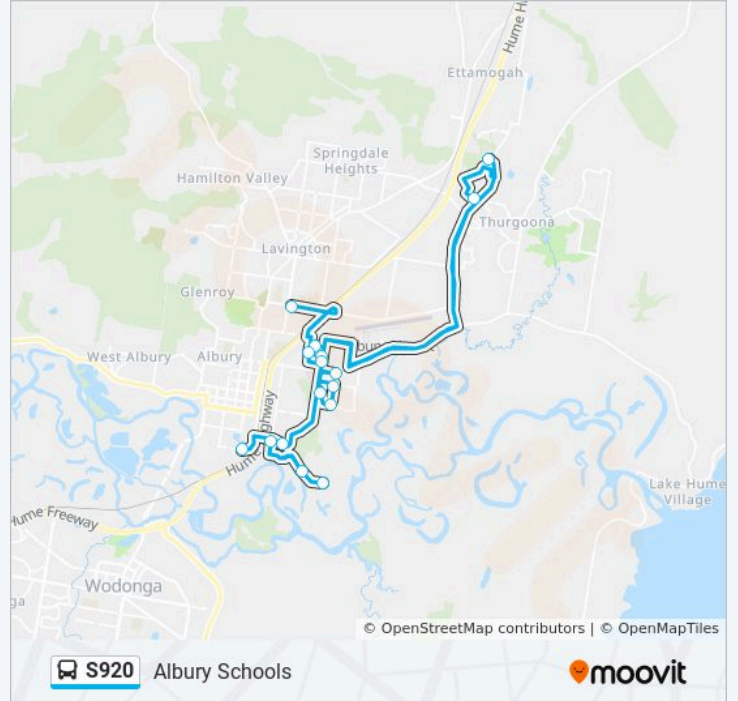 Hume H
Ettamogah
Springdale
Heights
Hamilton Valley
Thurgoona
Lavington
Glenroy
West Albury
Albury
Hume Highway
Lake Hume
Village
Hume Freeway
Wodonga
ga
© OpenStreetMap contributors | © OpenMapTiles
S920
Albury Schools
moovit